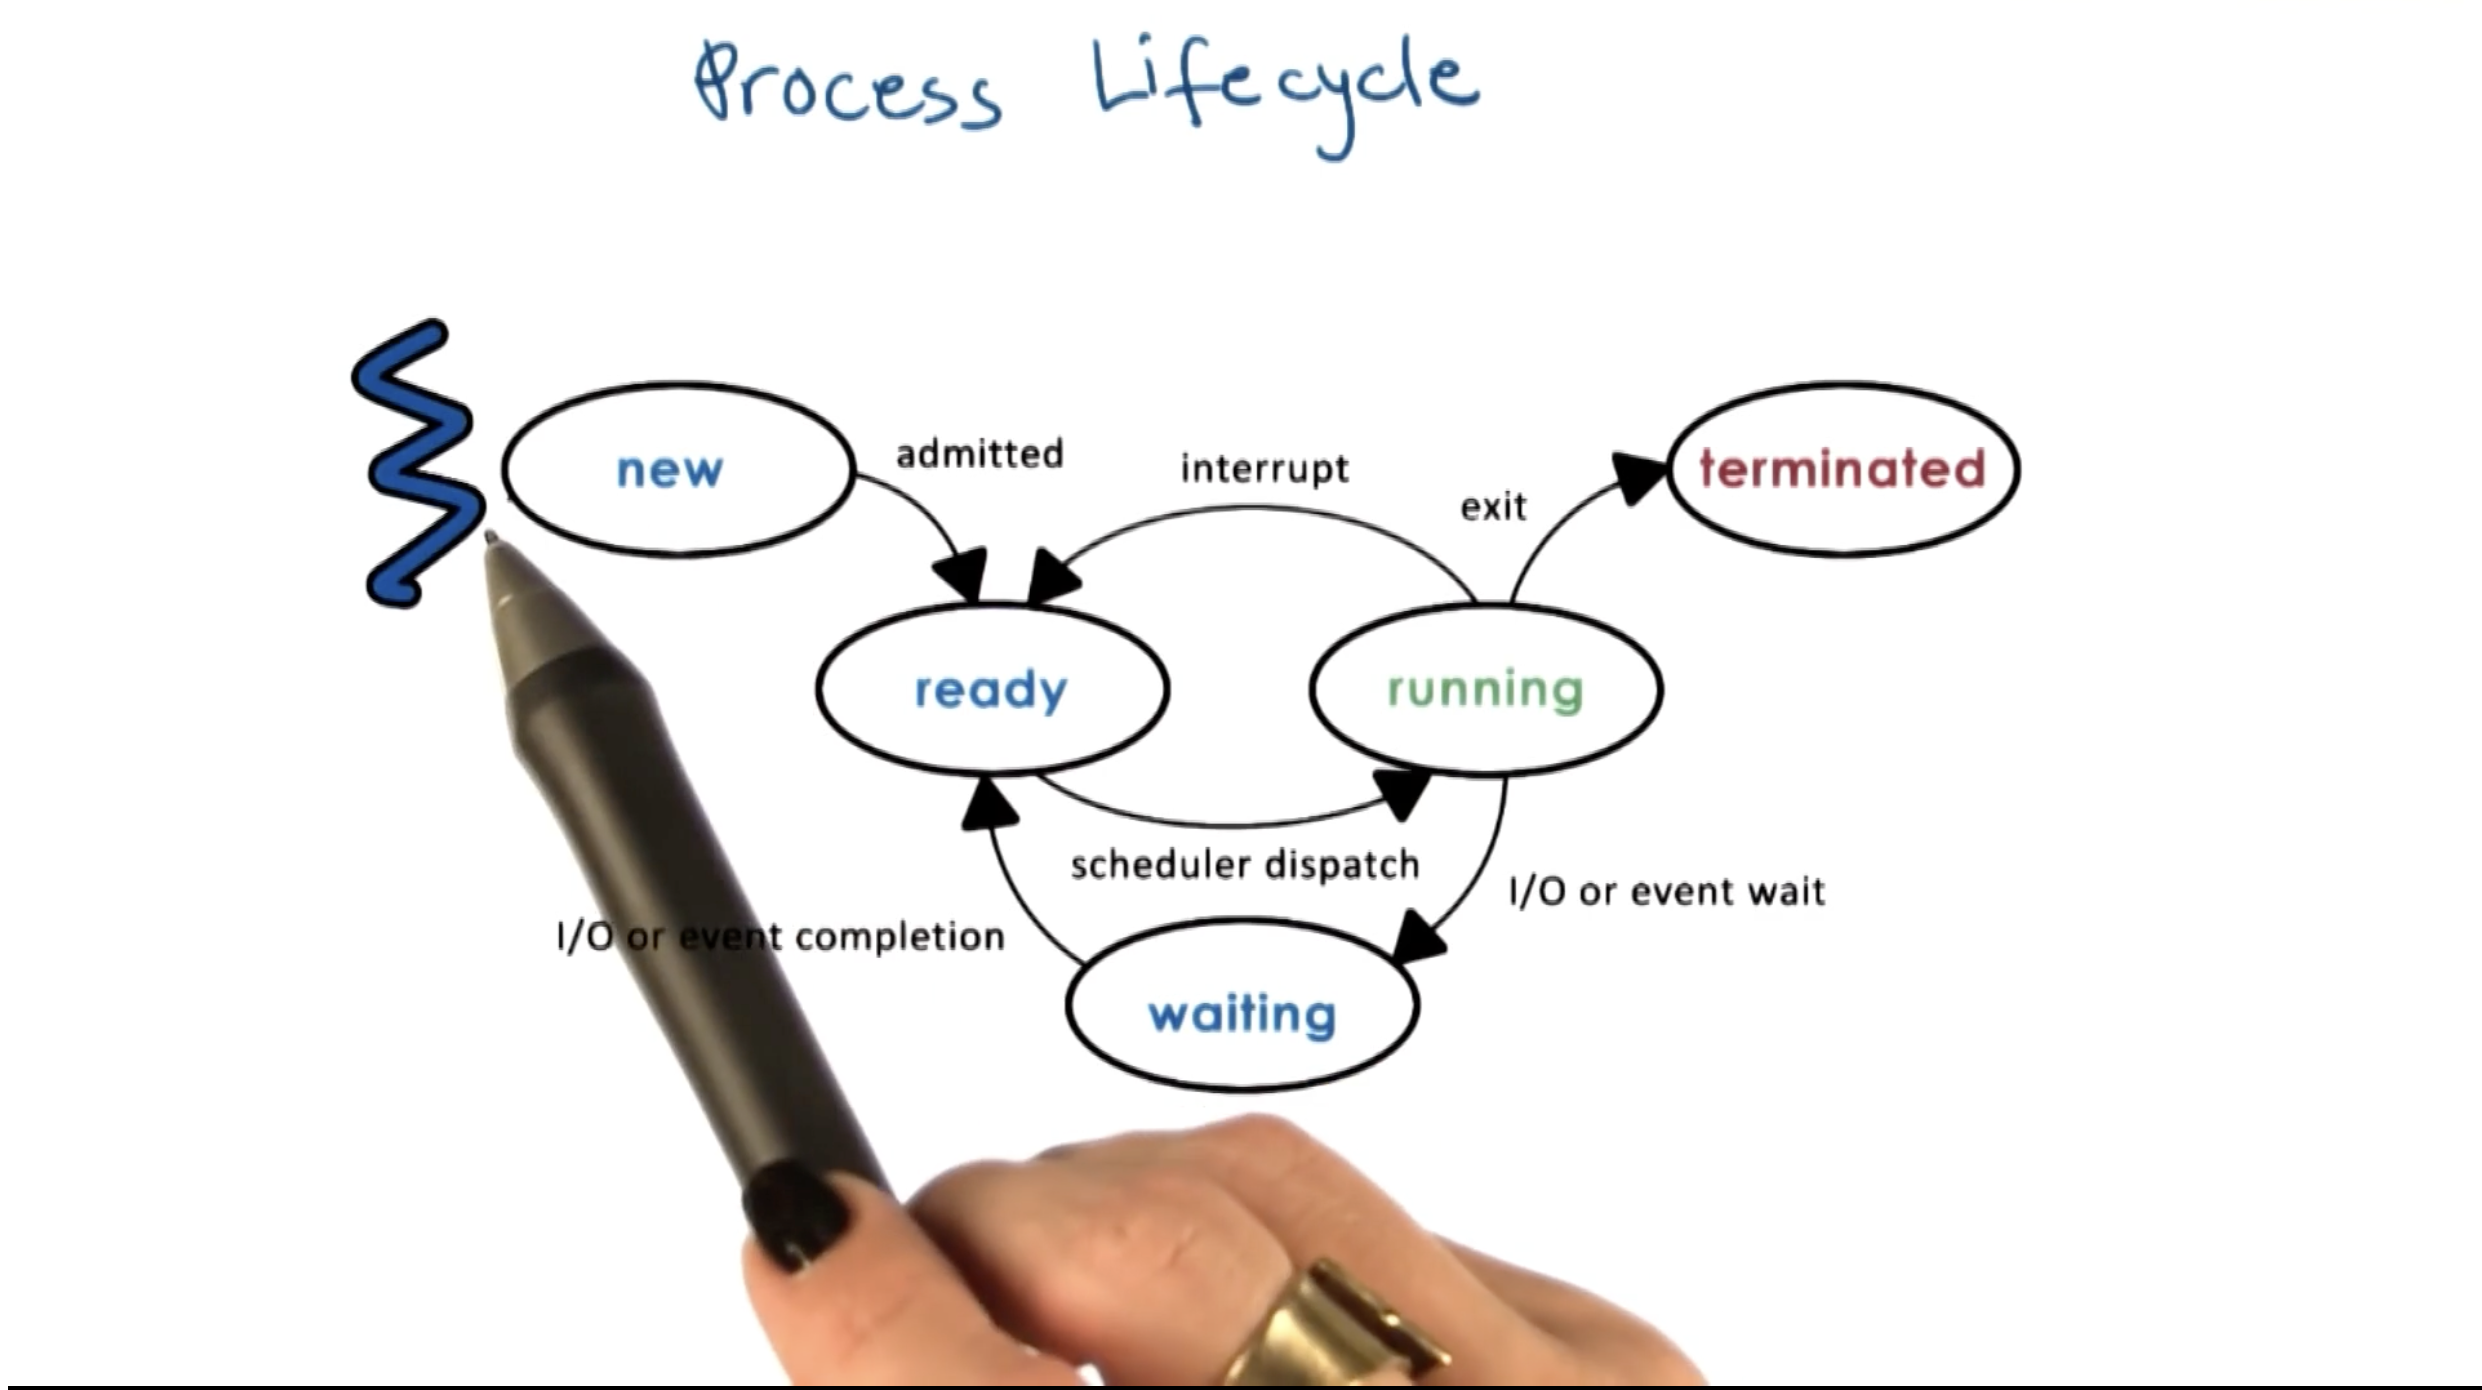 Process Lifecycle
new
admitted
interrupt
exit
terminated
ready
running
scheduler dispatch
I/O or event wait
I/O or event completion
waiting